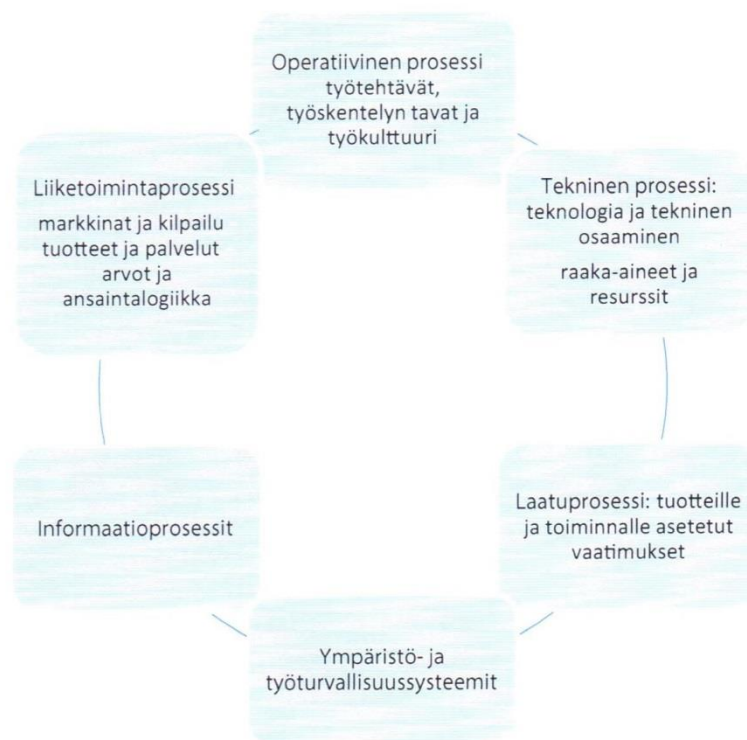 Operatiivinen prosessi
työtehtävät,
työskentelyn tavat ja
työkulttuuri
Tekninen prosessi:
teknologia ja tekninen
osaaminen
raaka-aineet ja
resurssit
Laatuprosessi: tuotteille
ja toiminnalle asetetut
vaatimukset
Ympäristö- ja
työturvallisuussysteemit
Informaatioprosessit
Liiketoimintaprosessi
markkinat ja kilpailu
tuotteet ja palvelut
arvot ja
ansaintalogiikka